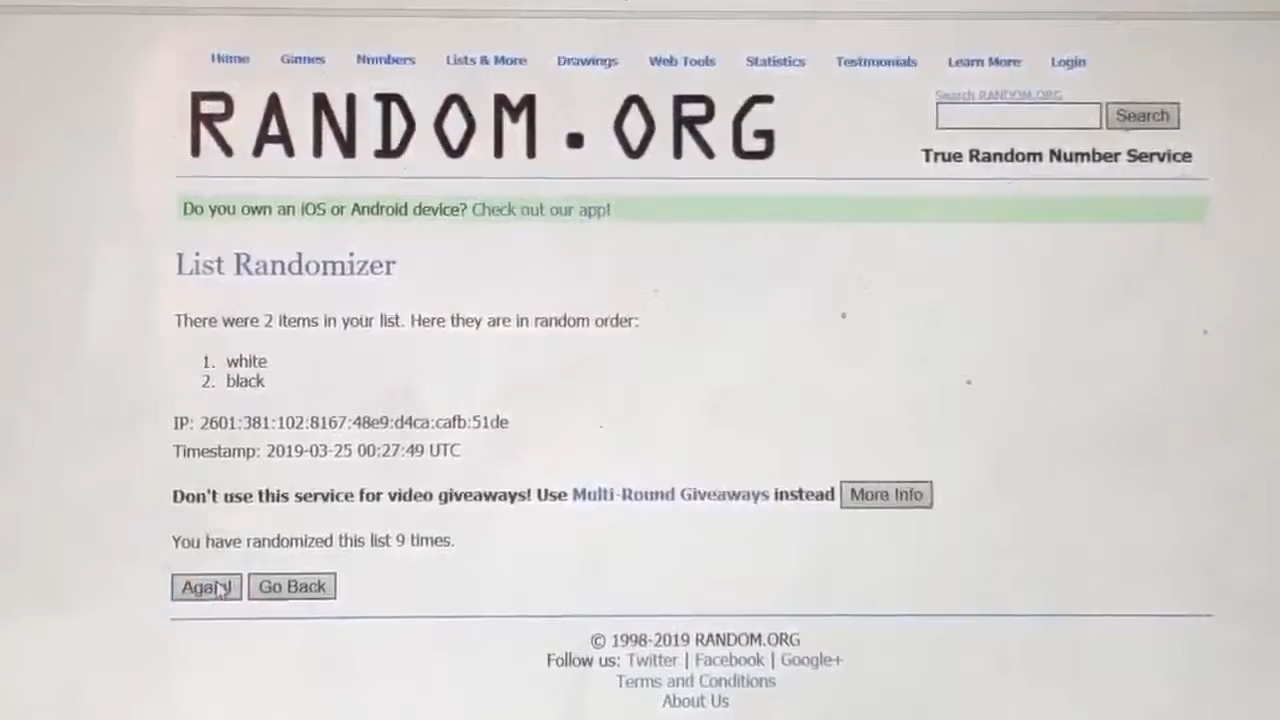 Home Games Numbers Lists & More Drawings Web Tools Statistics Testimonials Learn More Login
RANDOM.ORG
Search RANDOM.ORG
Search
True Random Number Service
Do you own an iOS or Android device? Check out our app!
List Randomizer
There were 2 items in your list. Here they are in random order:
1. white
2. black
IP: 2601:381:102:8167:48e9:d4ca:cafb:51de
Timestamp: 2019-03-25 00:27:49 UTC
Don't use this service for video giveaways! Use Multi-Round Giveaways instead More Info
You have randomized this list 9 times.
Again! Go Back
© 1998-2019 RANDOM.ORG
Follow us: Twitter | Facebook | Google+
Terms and Conditions
About Us